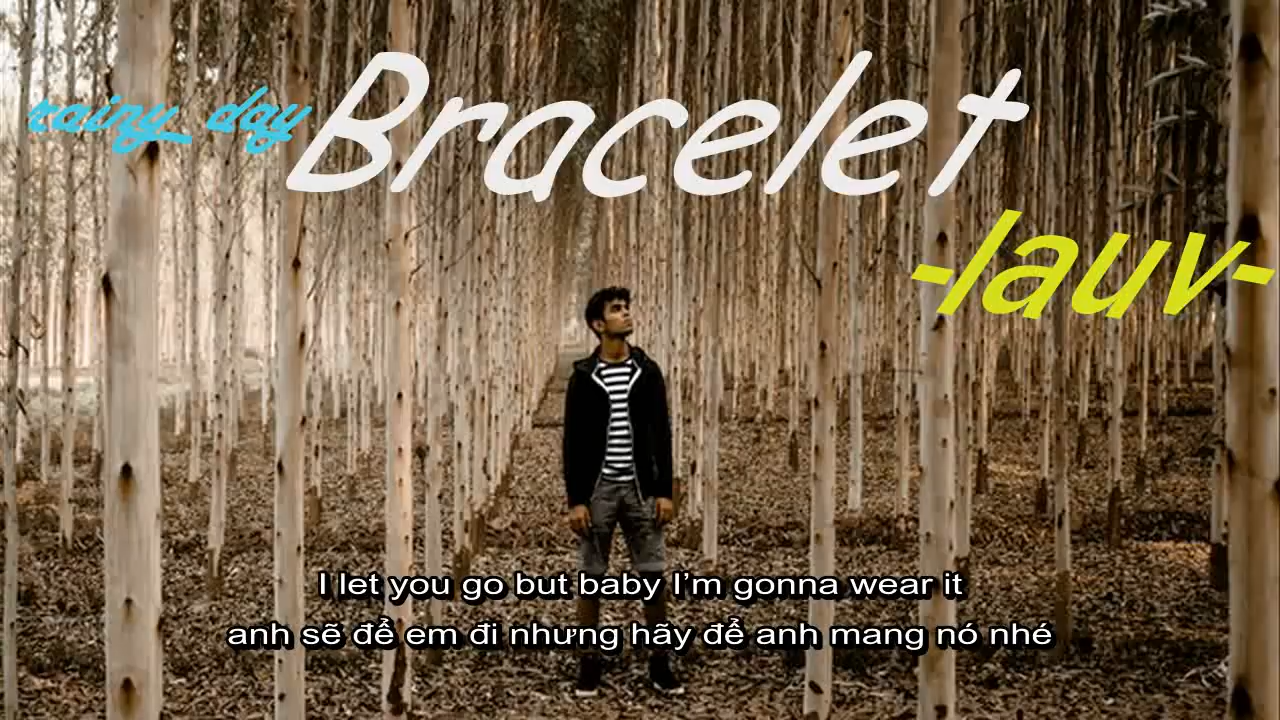 rainy day
Bracelet
-lauv-
I let you go but baby I’m gonna wear it
anh sẽ để em đi nhưng hãy để anh mang nó nhé